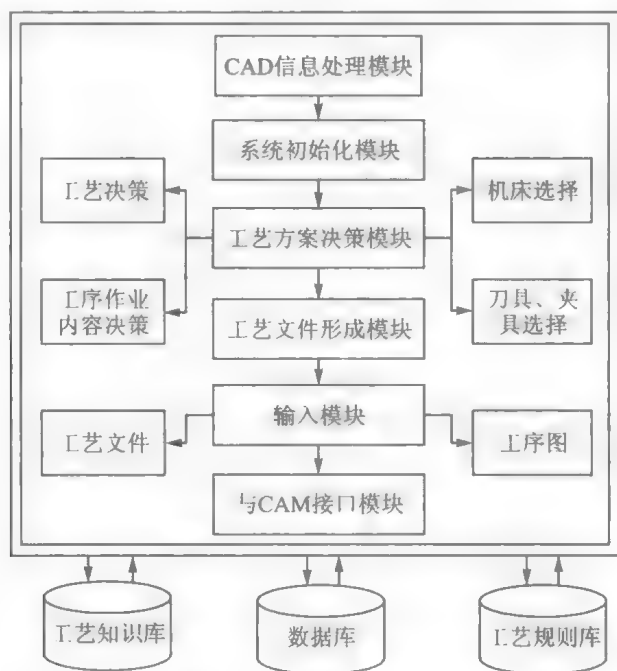 CAD信息处理模块
系统初始化模块
工艺决策
机床选择
工艺方案决策模块
工序作业
内容决策
刀具、夹
具选择
工艺文件形成模块
输入模块
工艺文件
工序图
与CAM接口模块
工艺知识库
数据库
工艺规则库